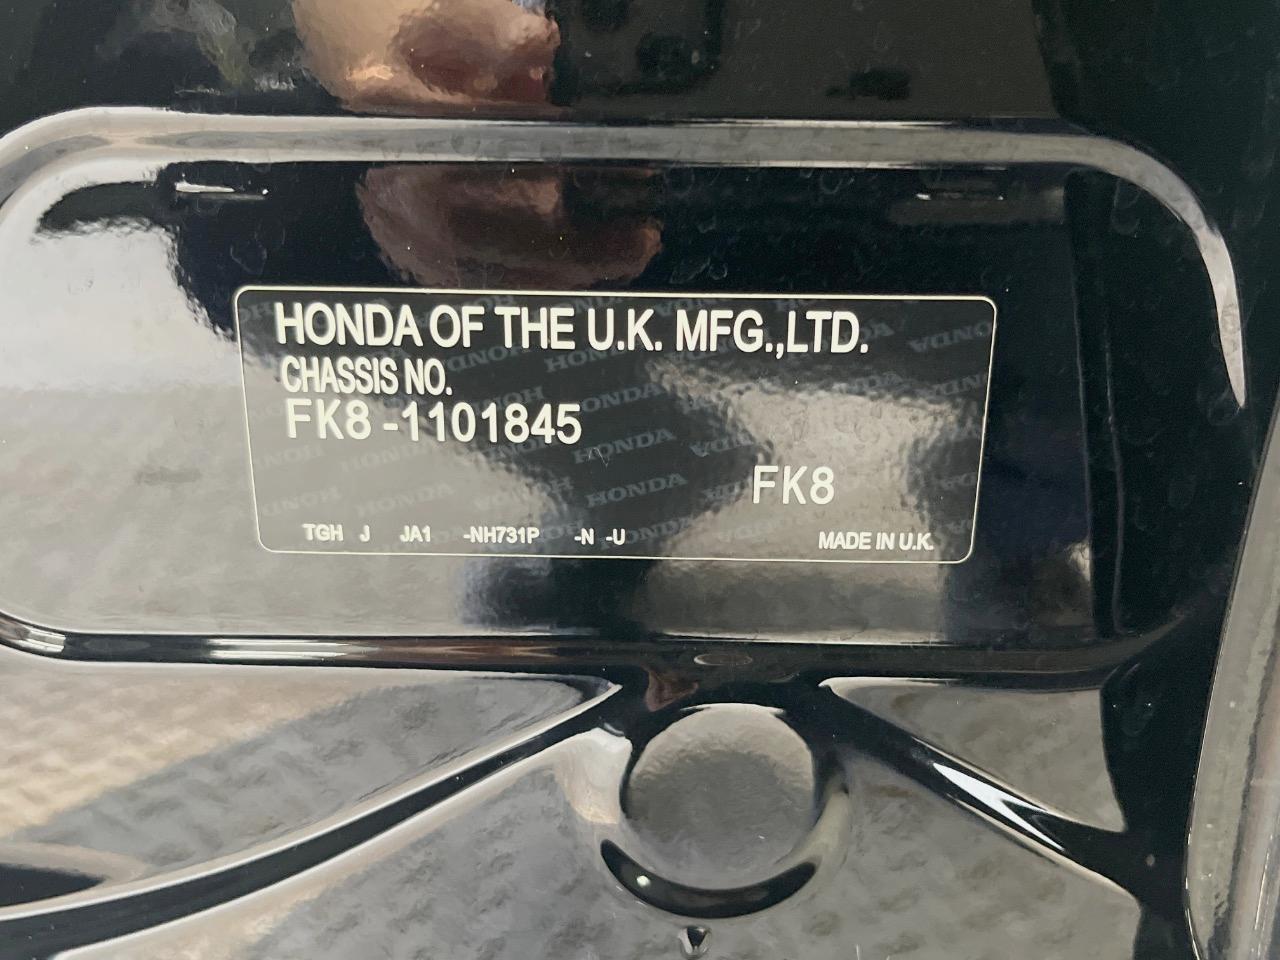 HONDA OF THE U.K. MFG.,LTD.
CHASSIS NO.
FK8-1101845
FK8
TGH J JA1 -NH731P -N -U
MADE IN U.K.